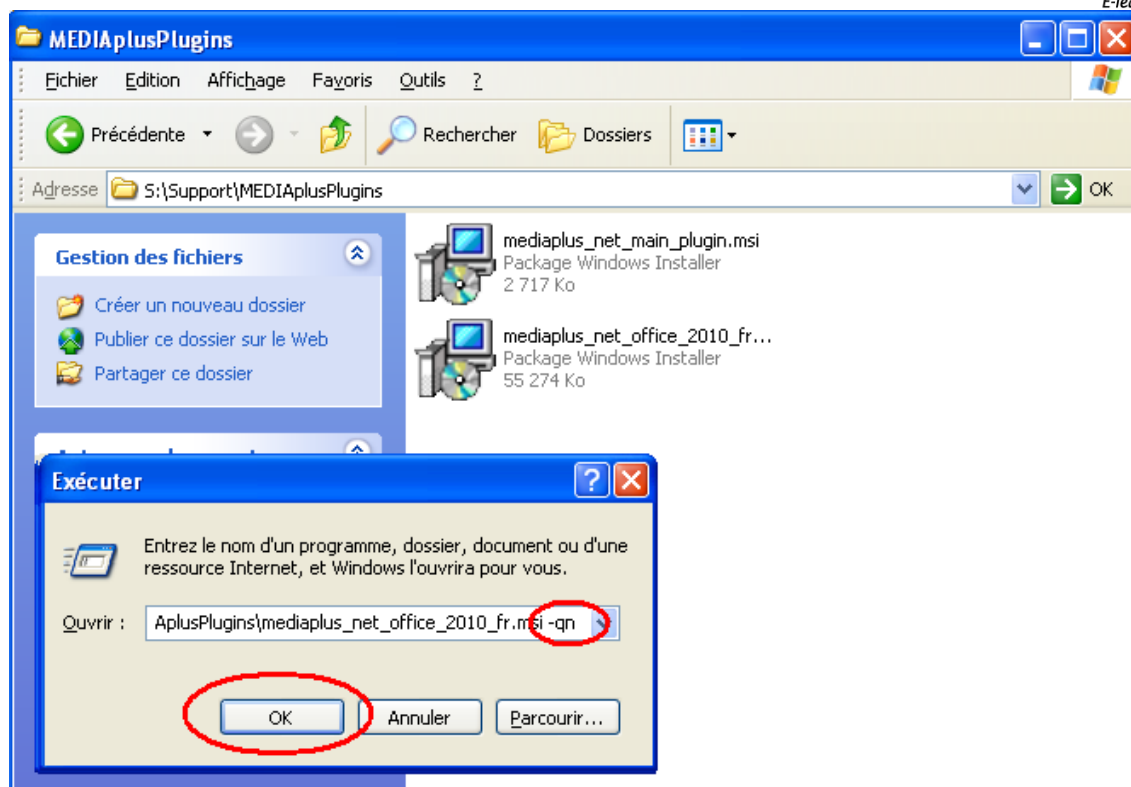 MEDIAplusPlugins
Fichier Edition Affichage Favoris Outils ?
Précédente Rechercher Dossiers
Adresse S:\Support\MEDIAplusPlugins OK
Gestion des fichiers
Créer un nouveau dossier
Publier ce dossier sur le Web
Partager ce dossier
mediaplus_net_main_plugin.msi
Package Windows Installer
2 717 Ko
mediaplus_net_office_2010_fr...
Package Windows Installer
55 274 Ko
Exécuter
Entrez le nom d'un programme, dossier, document ou d'une
ressource Internet, et Windows l'ouvrira pour vous.
Ouvrir : AplusPlugins\mediaplus_net_office_2010_fr.msi -qn
OK Annuler Parcourir...